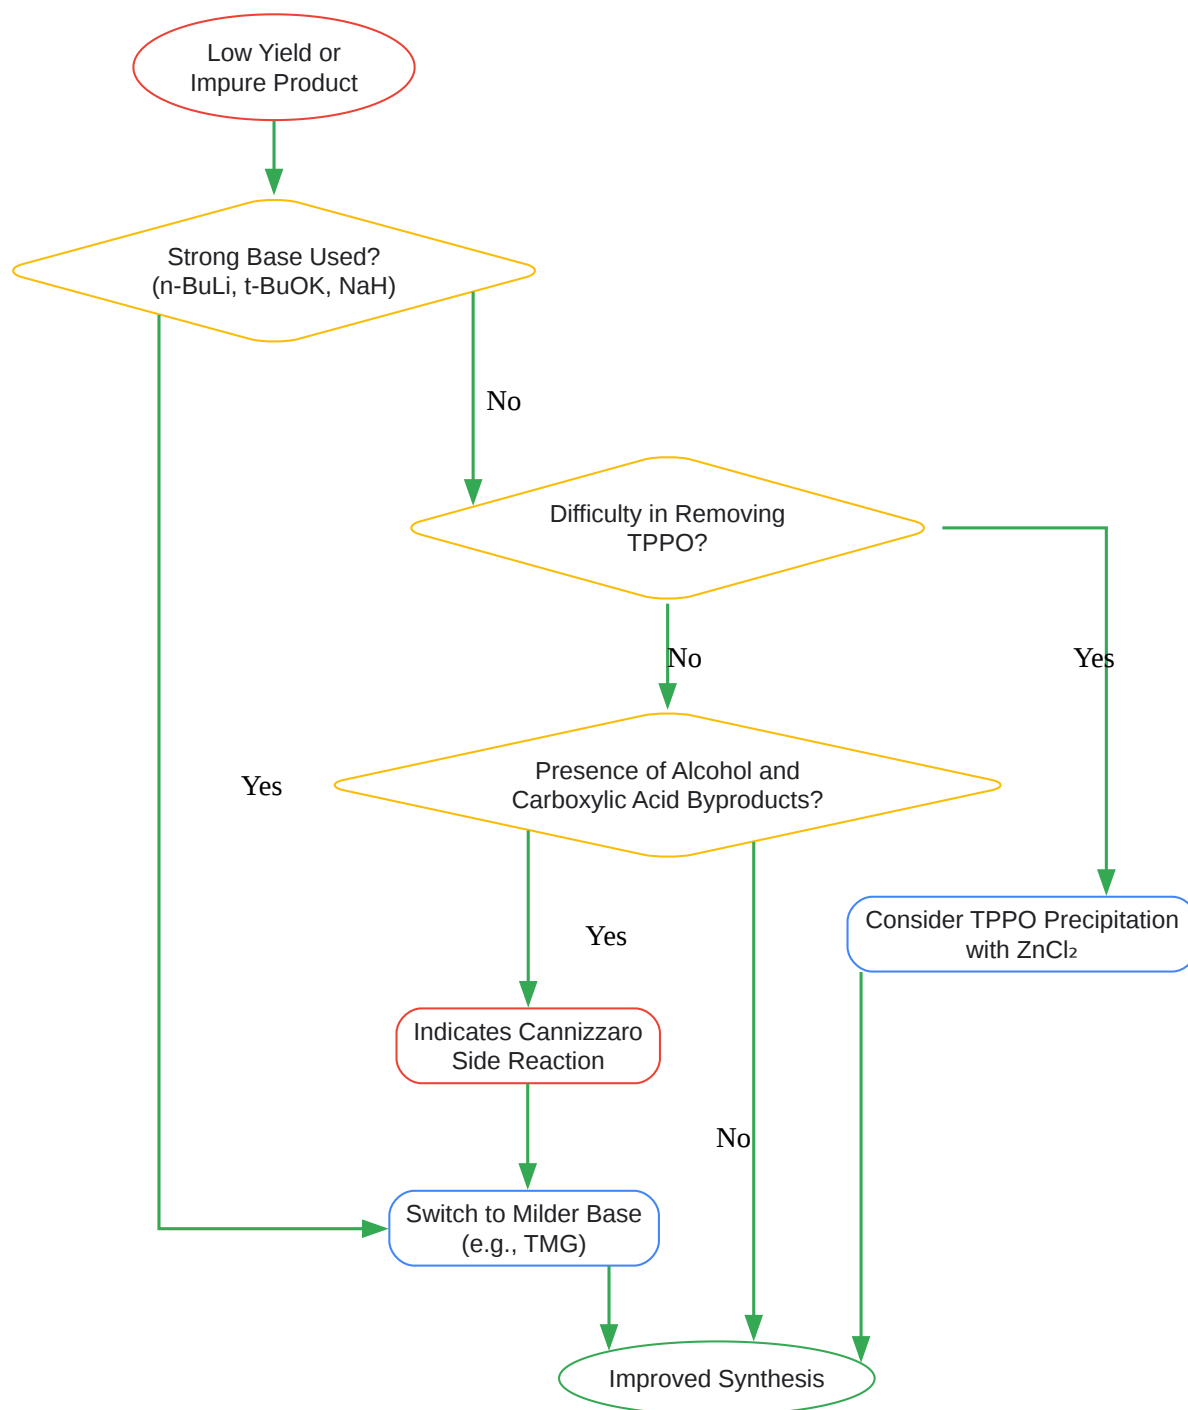 Low Yield or
Impure Product
Strong Base Used?
(n-BuLi, t-BuOK, NaH)
No
Difficulty in Removing
TPPO?
No
Yes
Yes
Presence of Alcohol and
Carboxylic Acid Byproducts?
Yes
Consider TPPO Precipitation
with ZnCl₂
Indicates Cannizzaro
Side Reaction
No
Switch to Milder Base
(e.g., TMG)
Improved Synthesis